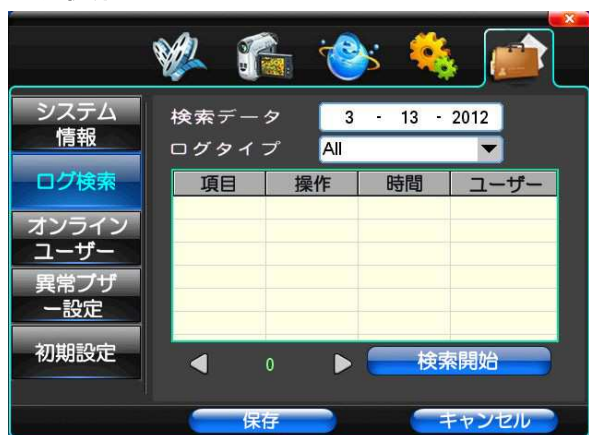 システム
情報
ログ検索
オンライン
ユーザー
異常ブザ
ー設定
初期設定
検索データ 3 - 13 - 2012
ログタイプ All
項目 操作 時間 ユーザー
0 検索開始
保存 キャンセル